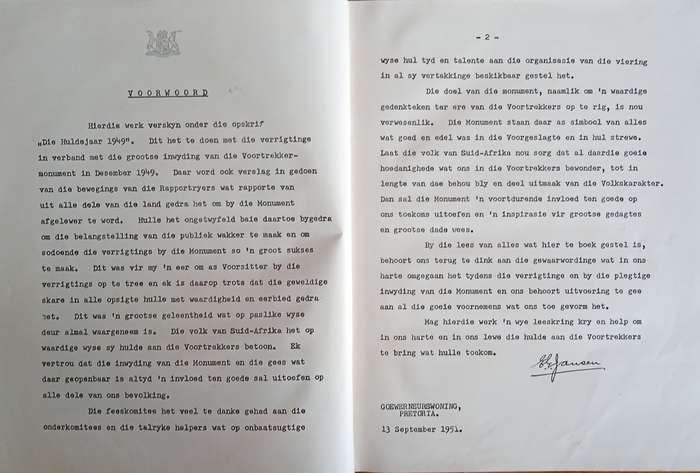 VOORWOORD
Hierdie werk verskyn onder die opskrif
„Die Huldejaar 1949". Dit het te doen met die verrigtinge
in verband met die grootse inwyding van die Voortrekker-
monument in Desember 1949. Daar word ook verslag in gedoen
van die bewegings van die Rapportryers wat rapporte van
uit alle dele van die land gedra het om by die Monument
afgelewer te word. Hulle het ongetwyfeld baie daartoe bygedra
om die belangstelling van die publiek wakker te maak en om
sodoende die verrigtings by die Monument so 'n groot sukses
te maak. Dit was vir my 'n eer om as Voorsitter by die
verrigtings op te tree en ek is daarop trots dat die geweldige
skare in alle opsigte hulle met waardigheid en eerbied gedra
het. Dit was 'n grootse geleentheid wat op paslike wyse
deur almal waargeneem is. Die volk van Suid-Afrika het op
waardige wyse sy hulde aan die Voortrekkers betoon. Ek
vertrou dat die inwyding van die Monument en die gees wat
daar geopenbaar is altyd 'n invloed ten goede sal uitoefen op
alle dele van ons bevolking.
Die feeskomitee het veel te danke gehad aan die
onderkomitees en die talryke helpers wat op onbaatsugtige
- 2 -
wyse hul tyd en talente aan die organisasie van die viering
in al sy vertakkinge beskikbaar gestel het.
Die doel van die monument, naamlik om 'n waardige
gedenkteken ter ere van die Voortrekkers op te rig, is nou
verwesenlik. Die Monument staan daar as simbool van alles
wat goed en edel was in die Voorgeslagte en in hul strewe.
Laat die volk van Suid-Afrika nou sorg dat al daardie goeie
hoedanighede wat ons in die Voortrekkers bewonder, tot in
lengte van dae behou bly en deel uitmaak van die Volkskarakter.
Dan sal die Monument 'n voortdurende invloed ten goede op
ons toekoms uitoefen en 'n inspirasie vir grootse gedagtes
en grootse dade wees.
By die lees van alles wat hier te boek gestel is,
behoort ons terug te dink aan die gewaarwordinge wat in ons
harte omgegaan het tydens die verrigtinge en by die plegtige
inwyding van die Monument en ons behoort uitvoering te gee
aan al die goeie voornemens wat ons toe gevorm het.
Mag hierdie werk 'n wye leeskring kry en help om
in ons harte en in ons lewe die hulde aan die Voortrekkers
te bring wat hulle toekom.
EGJansen
GOEWERNEURSWONING,
PRETORIA.
13 September 1951.